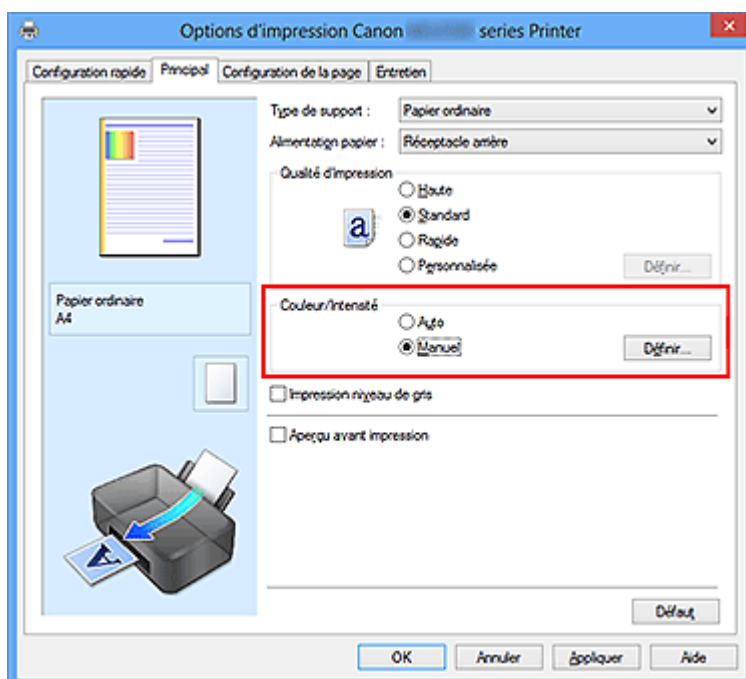 Options d'impression Canon series Printer
Configuration rapide Principal Configuration de la page Entretien
Type de support : Papier ordinaire
Alimentation papier : Réceptacle arrière
Qualité d'impression
Haute
Standard
a
Rapide
Personnalisée Définir...
Papier ordinaire
A4
Couleur/Intensité
Auto
Manuel Définir...
Impression niveau de gris
Aperçu avant impression
A
Défaut
OK Annuler Appliquer Aide